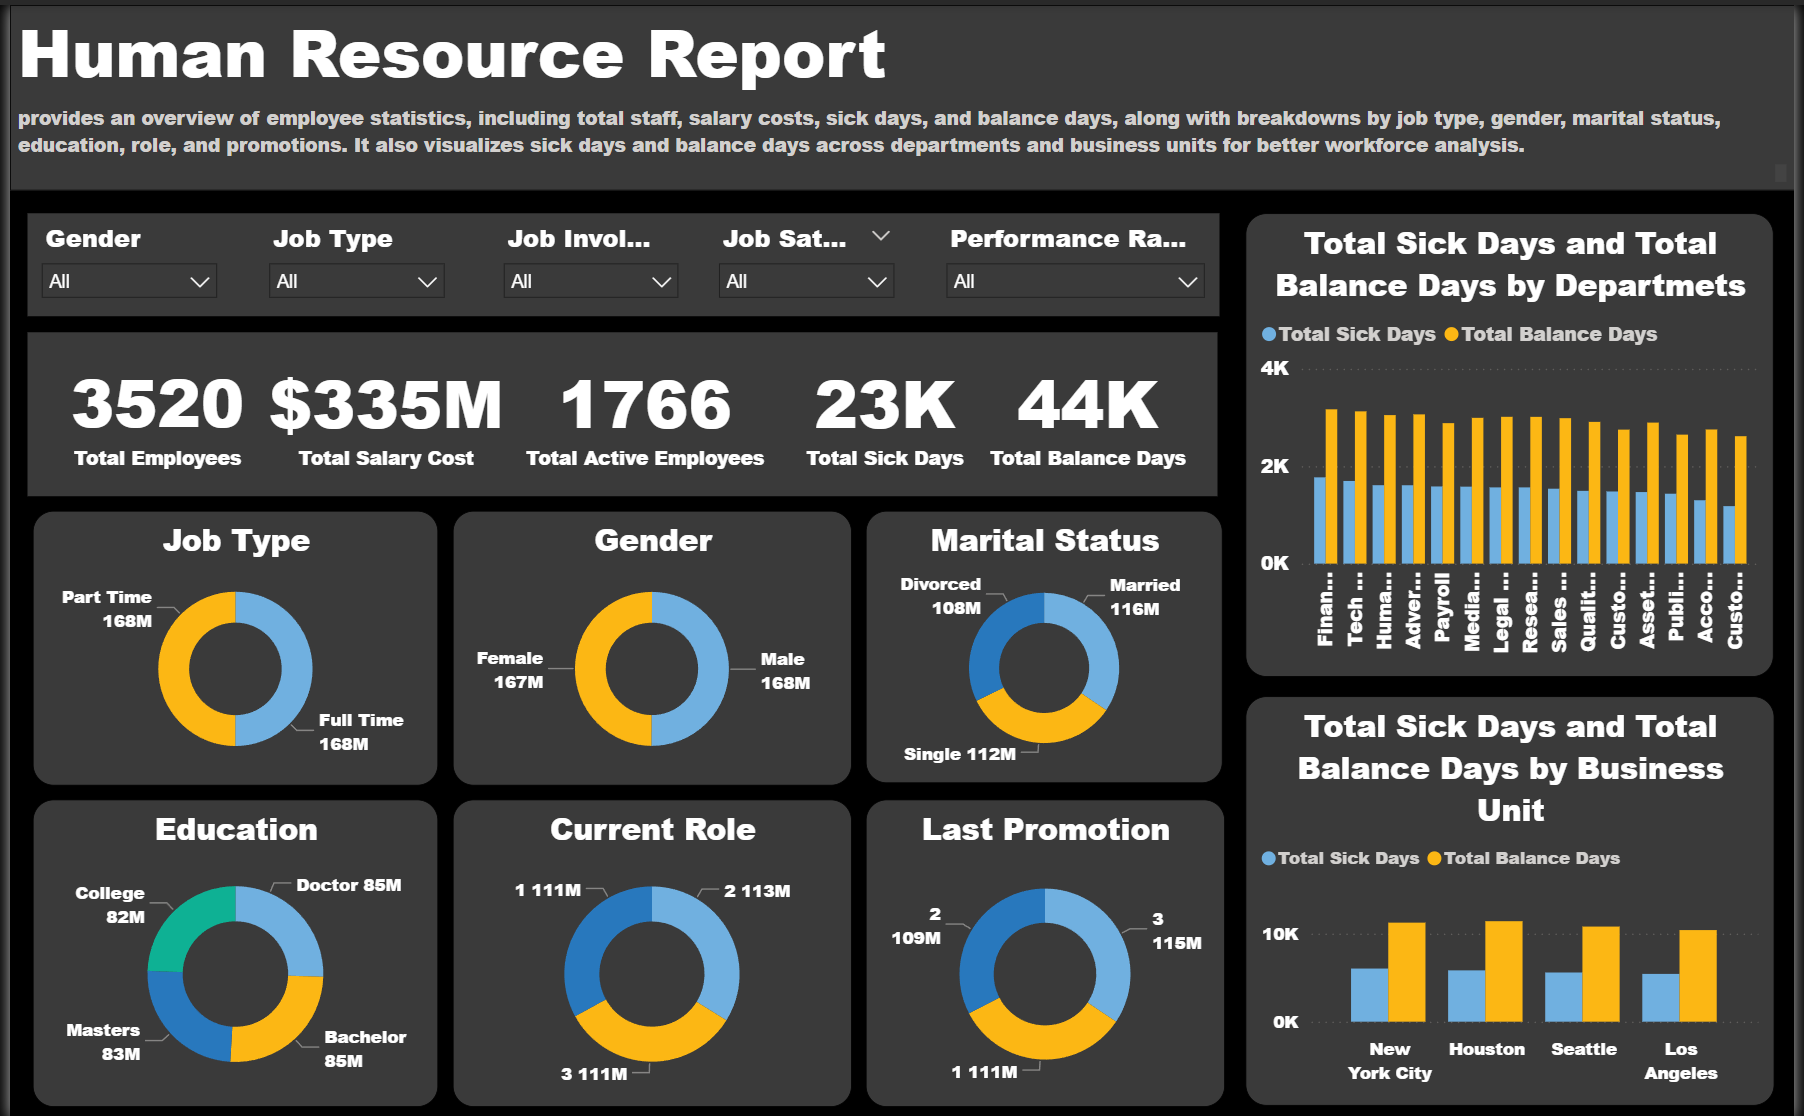 Human Resource Report
provides an overview of employee statistics, including total staff, salary costs, sick days, and balance days, along with breakdowns by job type, gender, marital status,
education, role, and promotions. It also visualizes sick days and balance days across departments and business units for better workforce analysis.
Gender
All
Job Type
All
Job Invol...
All
Job Sat...
All
Performance Ra...
All
3520
Total Employees
$335M
Total Salary Cost
1766
Total Active Employees
23K
Total Sick Days
44K
Total Balance Days
Job Type
Part Time
168M
Full Time
168M
Gender
Female
167M
Male
168M
Marital Status
Divorced
108M
Married
116M
Single 112M
Education
College
82M
Doctor 85M
Masters
83M
Bachelor
85M
Current Role
1 111M
2 113M
3 111M
Last Promotion
2
109M
3
115M
1 111M
Total Sick Days and Total
Balance Days by Departmets
Total Sick Days Total Balance Days
4K
2K
0K
Finan...
Tech ...
Huma...
Adver...
Payroll
Media...
Legal ...
Resea...
Sales ...
Qualit...
Custo...
Asset...
Publi...
Acco...
Custo...
Total Sick Days and Total
Balance Days by Business
Unit
Total Sick Days Total Balance Days
10K
0K
New
York City
Houston
Seattle
Los
Angeles